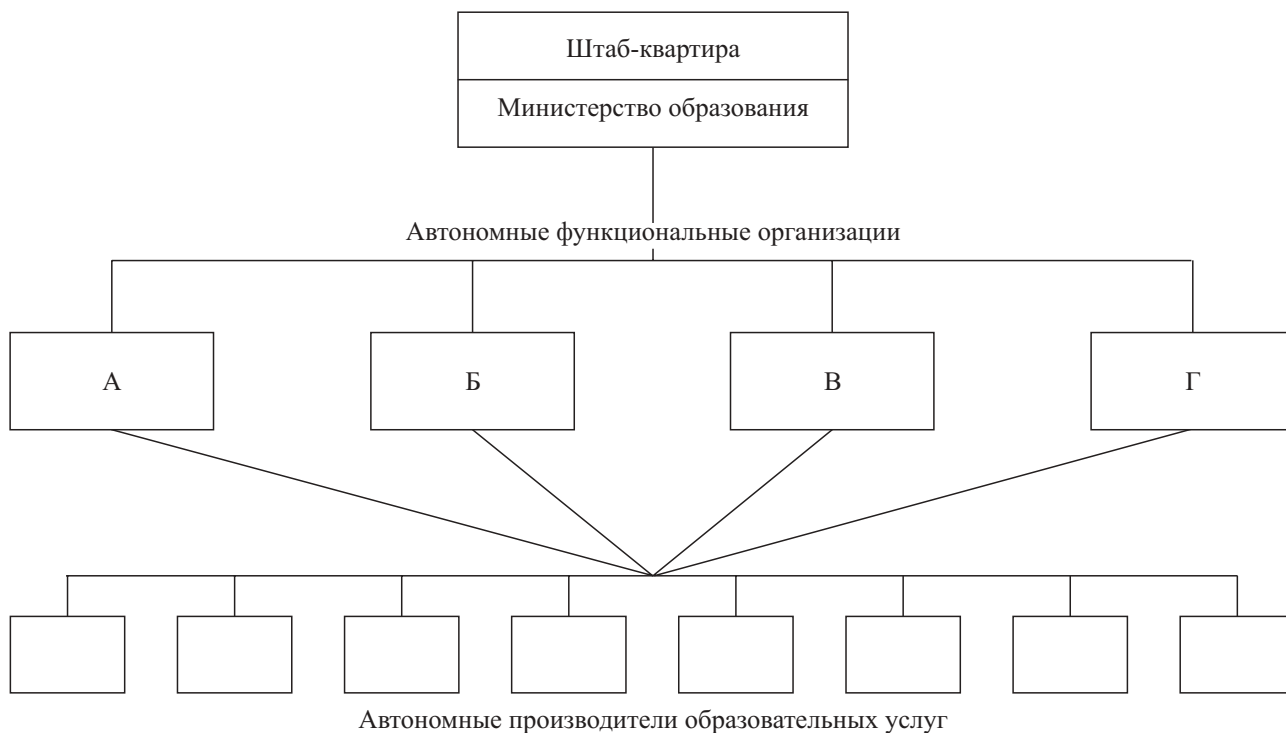 Штаб-квартира
Министерство образования
Автономные функциональные организации
А
Б
В
Г
Автономные производители образовательных услуг